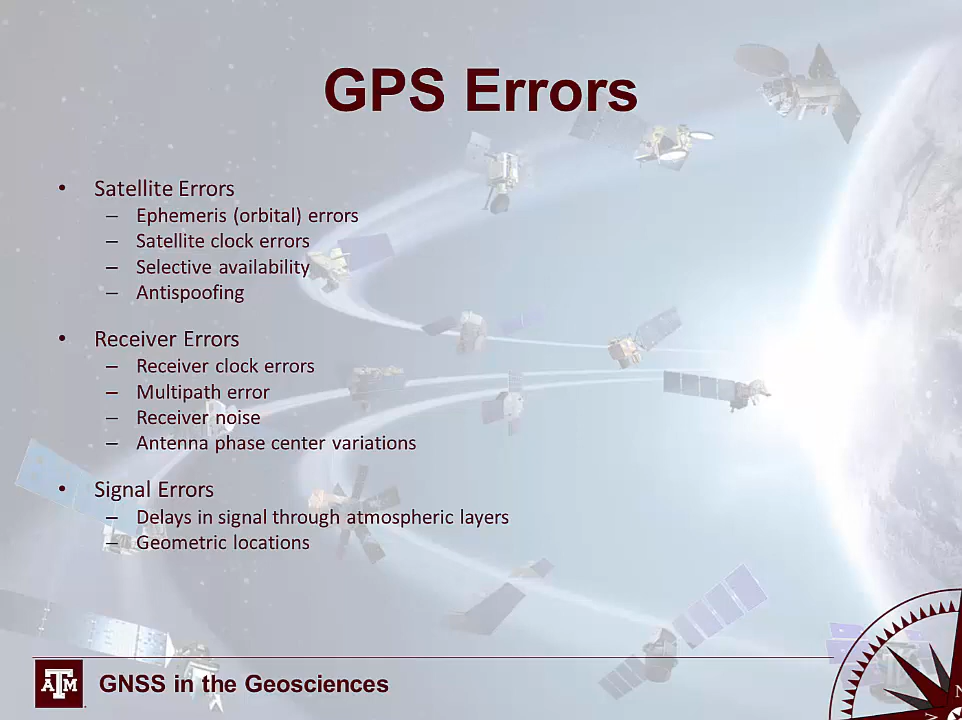 GPS Errors
• Satellite Errors
– Ephemeris (orbital) errors
– Satellite clock errors
– Selective availability
– Antispoofing
• Receiver Errors
– Receiver clock errors
– Multipath error
– Receiver noise
– Antenna phase center variations
• Signal Errors
– Delays in signal through atmospheric layers
– Geometric locations
ATM GNSS in the Geosciences
N